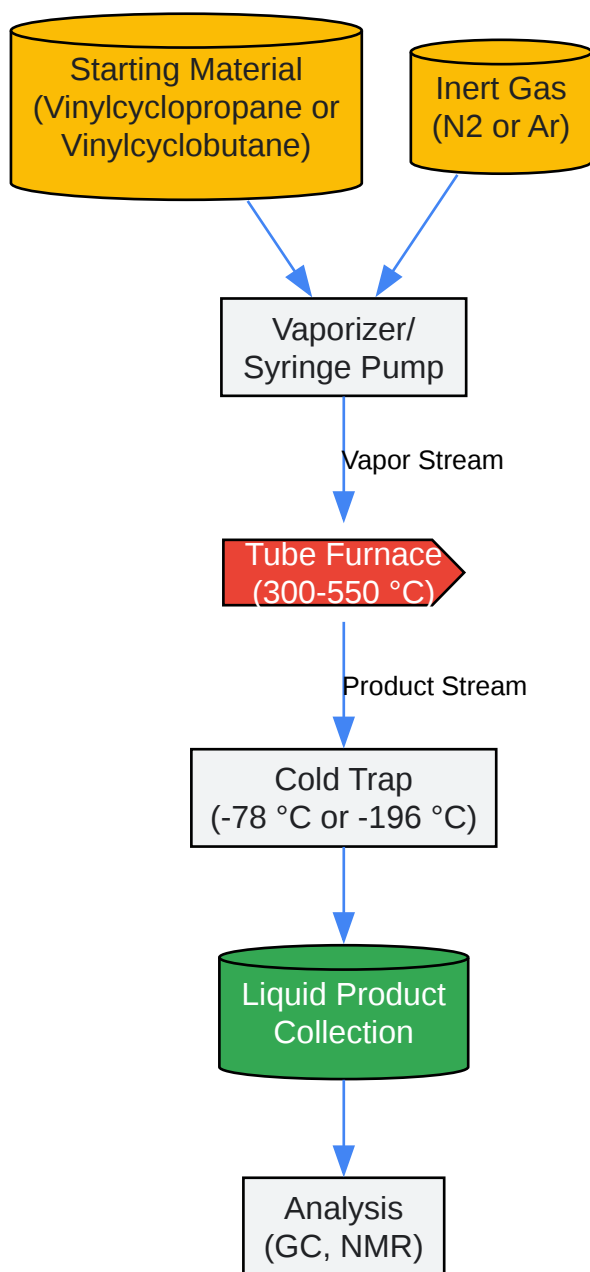 Starting Material
(Vinylcyclopropane or
Vinylcyclobutane)
Inert Gas
(N2 or Ar)
Vaporizer/
Syringe Pump
Vapor Stream
Tube Furnace
(300-550 °C)
Product Stream
Cold Trap
(-78 °C or -196 °C)
Liquid Product
Collection
Analysis
(GC, NMR)